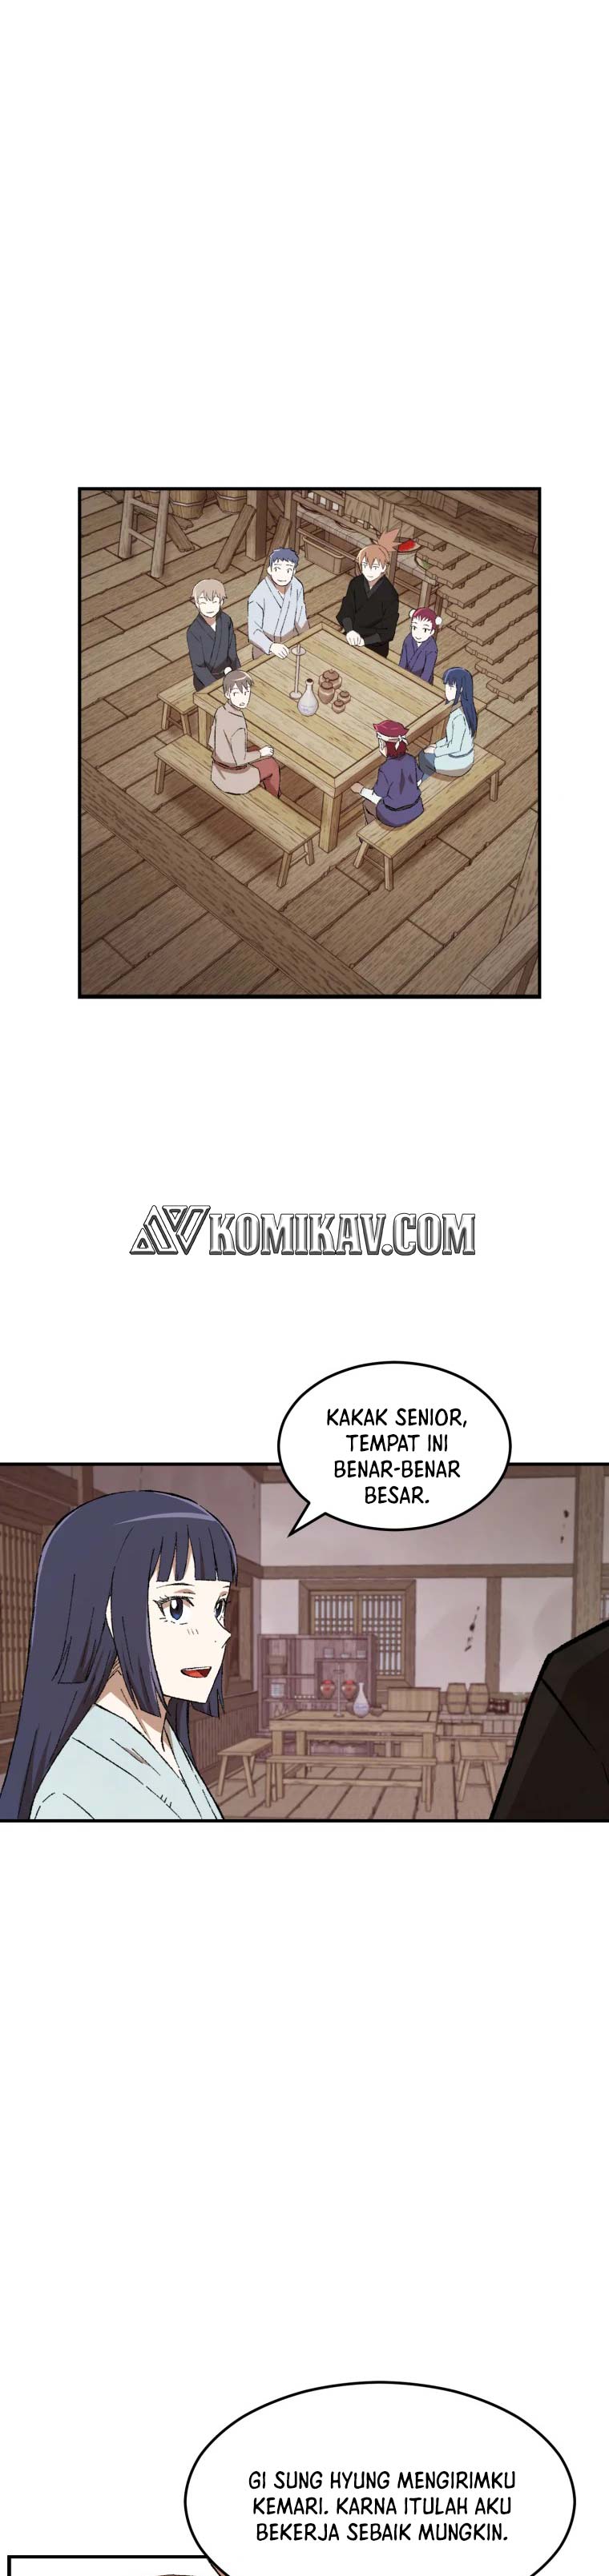 KOMIKAV.COM
KAKAK SENIOR,
TEMPAT INI
BENAR-BENAR
BESAR.
GI SUNG HYUNG MENGIRIMKU
KEMARI. KARNA ITULAH AKU
BEKERJA SEBAIK MUNGKIN.